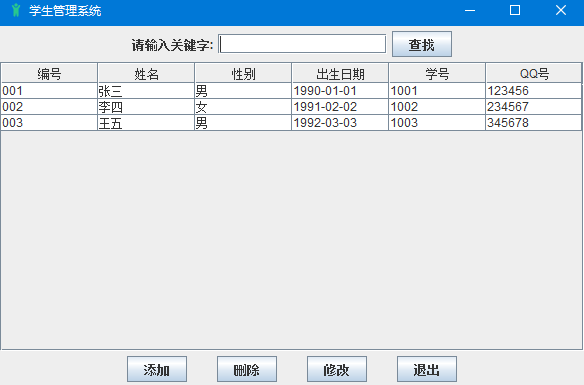 学生管理系统
请输入关键字: 查找
编号 姓名 性别 出生日期 学号 QQ号
001 张三 男 1990-01-01 1001 123456
002 李四 女 1991-02-02 1002 234567
003 王五 男 1992-03-03 1003 345678
添加 删除 修改 退出